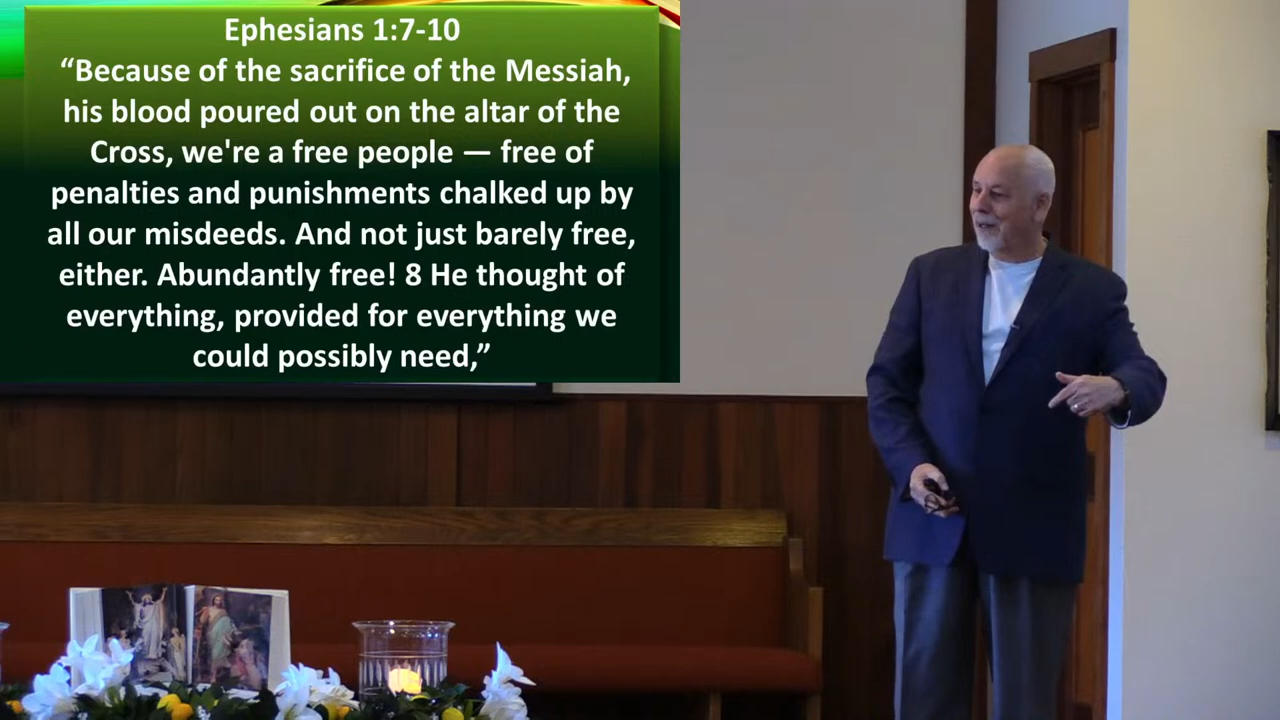 Ephesians 1:7-10
“Because of the sacrifice of the Messiah,
his blood poured out on the altar of the
Cross, we're a free people — free of
penalties and punishments chalked up by
all our misdeeds. And not just barely free,
either. Abundantly free! 8 He thought of
everything, provided for everything we
could possibly need,”